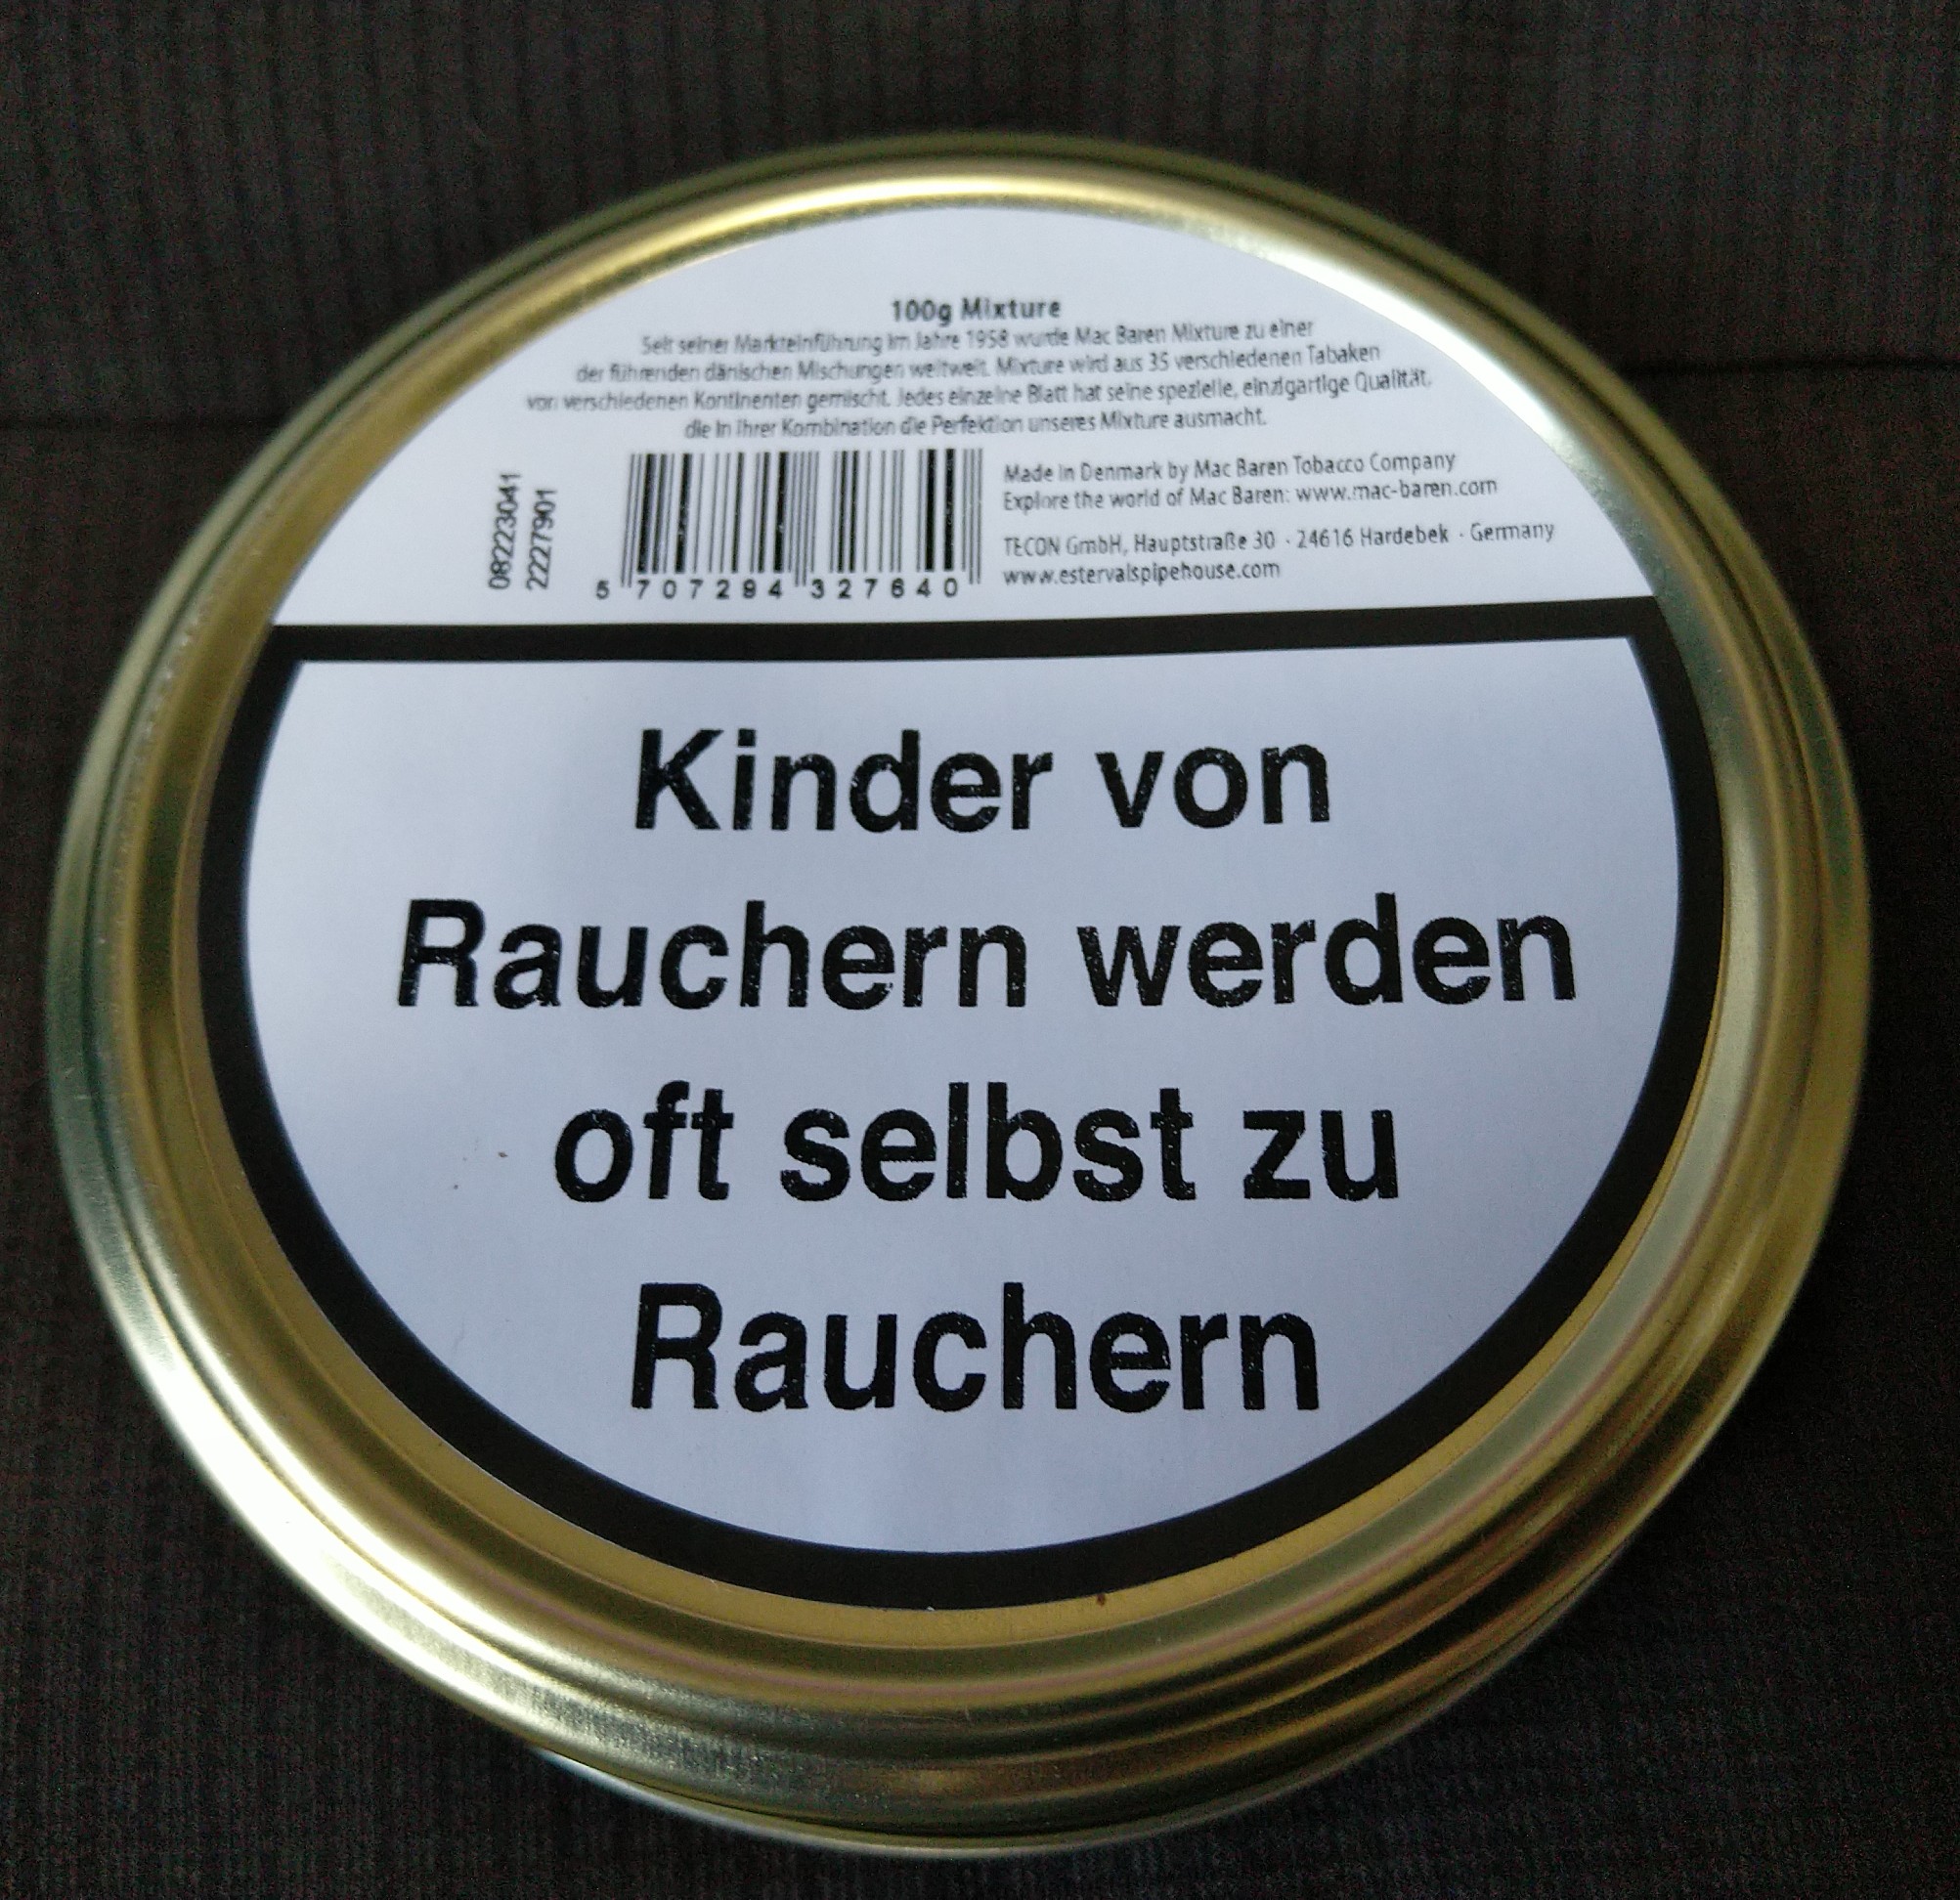 100g Mixture
Seit seiner Markteinführung im Jahre 1958 wurde Mac Baren Mixture zu einer
der führenden dänischen Mischungen weltweit. Mixture wird aus 35 verschiedenen Tabaken
von verschiedenen Kontinenten gemischt. Jedes einzelne Blatt hat seine spezielle, einzigartige Qualität,
die in ihrer Kombination die Perfektion unseres Mixture ausmacht.
08223041
22227901
5 707294 327640
Made in Denmark by Mac Baren Tobacco Company
Explore the world of Mac Baren: www.mac-baren.com
TECON GmbH, Hauptstraße 30 · 24616 Hardebek · Germany
www.estervalspipehouse.com
Kinder von
Rauchern werden
oft selbst zu
Rauchern